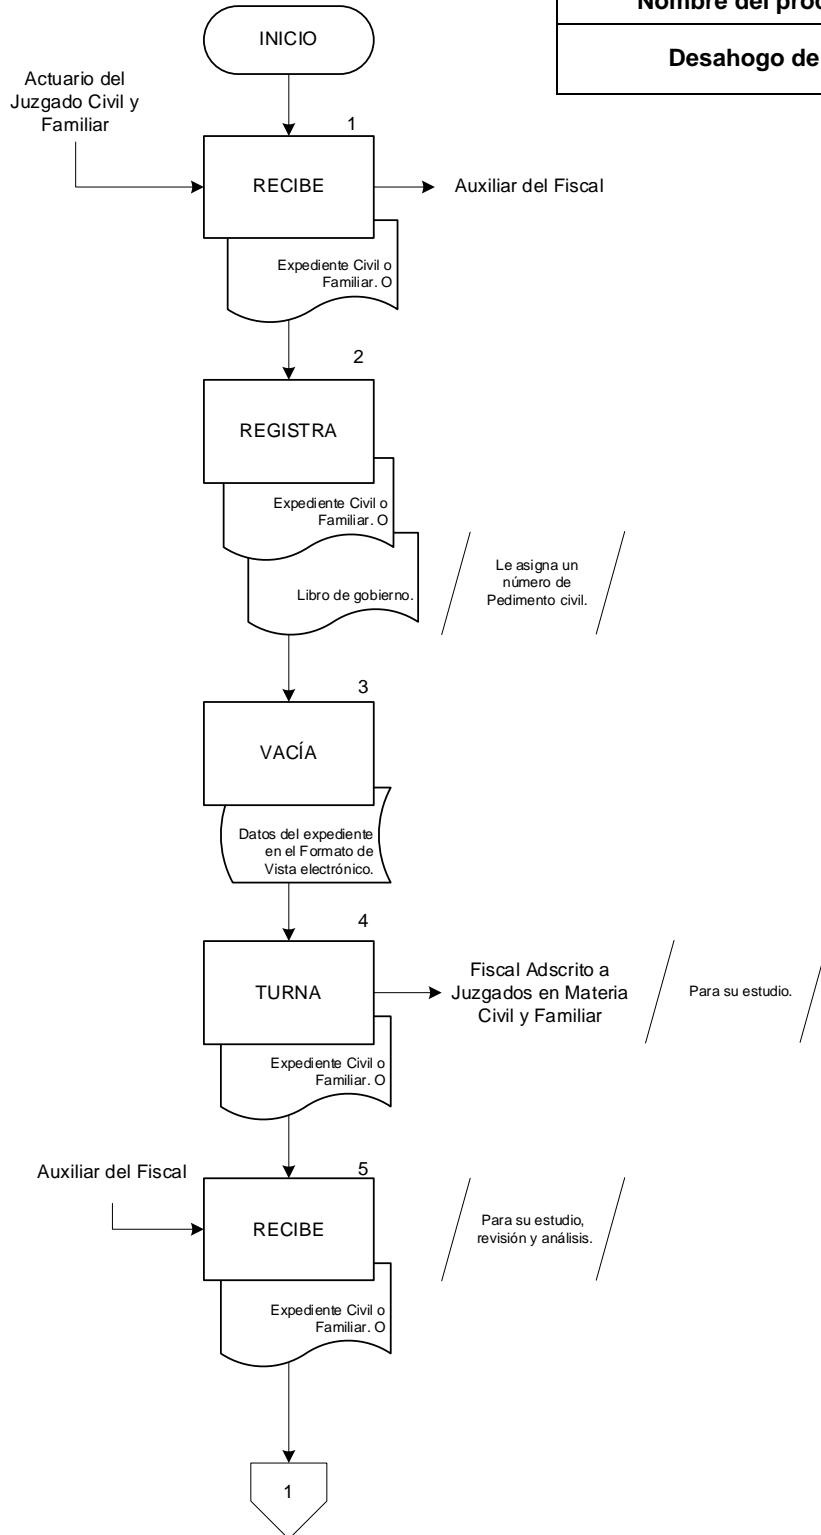 Nombre del
Desahogo de
INICIO
Actuario del
Juzgado Civil y
Familiar
1
RECIBE
Auxiliar del Fiscal
Expediente Civil o
Familiar. O
2
REGISTRA
Expediente Civil o
Familiar. O
Libro de gobierno.
Le asigna un
número de
Pedimento civil.
3
VACÍA
Datos del expediente
en el Formato de
Vista electrónico.
4
TURNA
Fiscal Adscrito a
Juzgados en Materia
Civil y Familiar
Para su estudio.
Expediente Civil o
Familiar. O
Auxiliar del Fiscal
5
RECIBE
Para su estudio,
revisión y análisis.
Expediente Civil o
Familiar. O
1